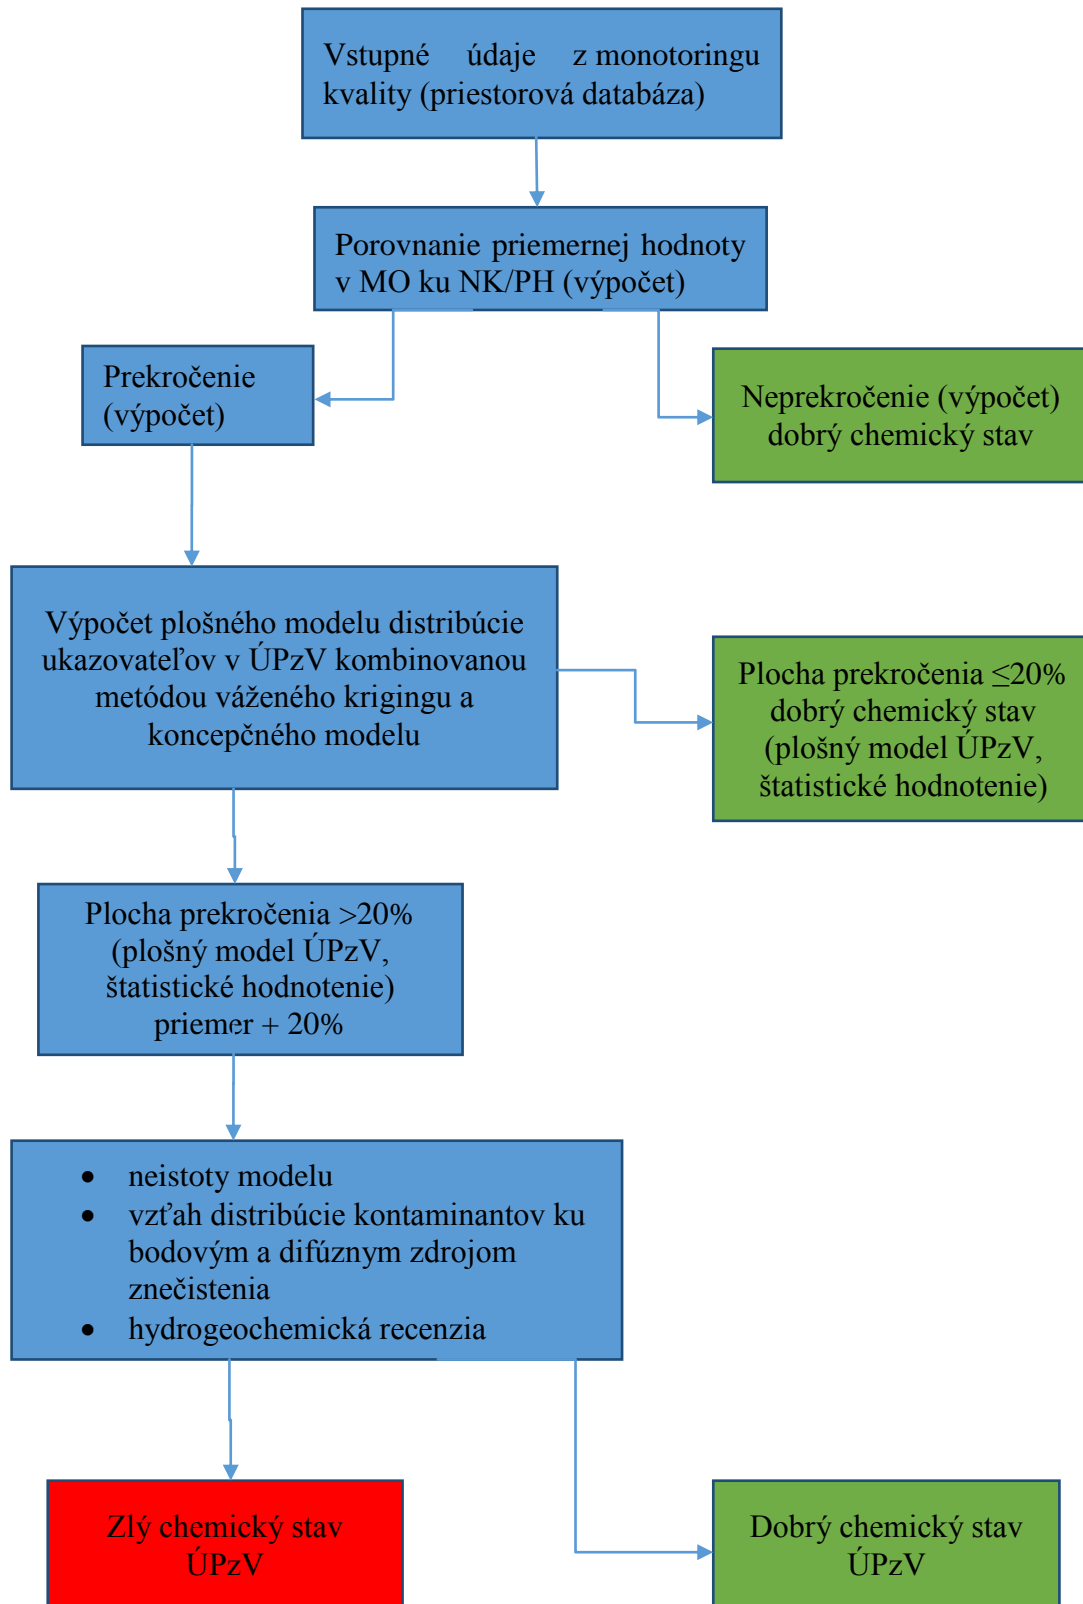 Vstupné údaje z monotoringu
kvality (priestorová databáza)
Porovnanie priemernej hodnoty
v MO ku NK/PH (výpočet)
Prekročenie
(výpočet)
Neprekročenie (výpočet)
dobrý chemický stav
Výpočet plošného modelu distribúcie
ukazovateľov v ÚPzV kombinovanou
metódou váženého krigingu a
koncepčného modelu
Plocha prekročenia ≤20%
dobrý chemický stav
(plošný model ÚPzV,
štatistické hodnotenie)
Plocha prekročenia >20%
(plošný model ÚPzV,
štatistické hodnotenie)
priemer + 20%
• neistoty modelu
• vzťah distribúcie kontaminantov ku
bodovým a difúznym zdrojom
znečistenia
• hydrogeochemická recenzia
Zlý chemický stav
ÚPzV
Dobrý chemický stav
ÚPzV